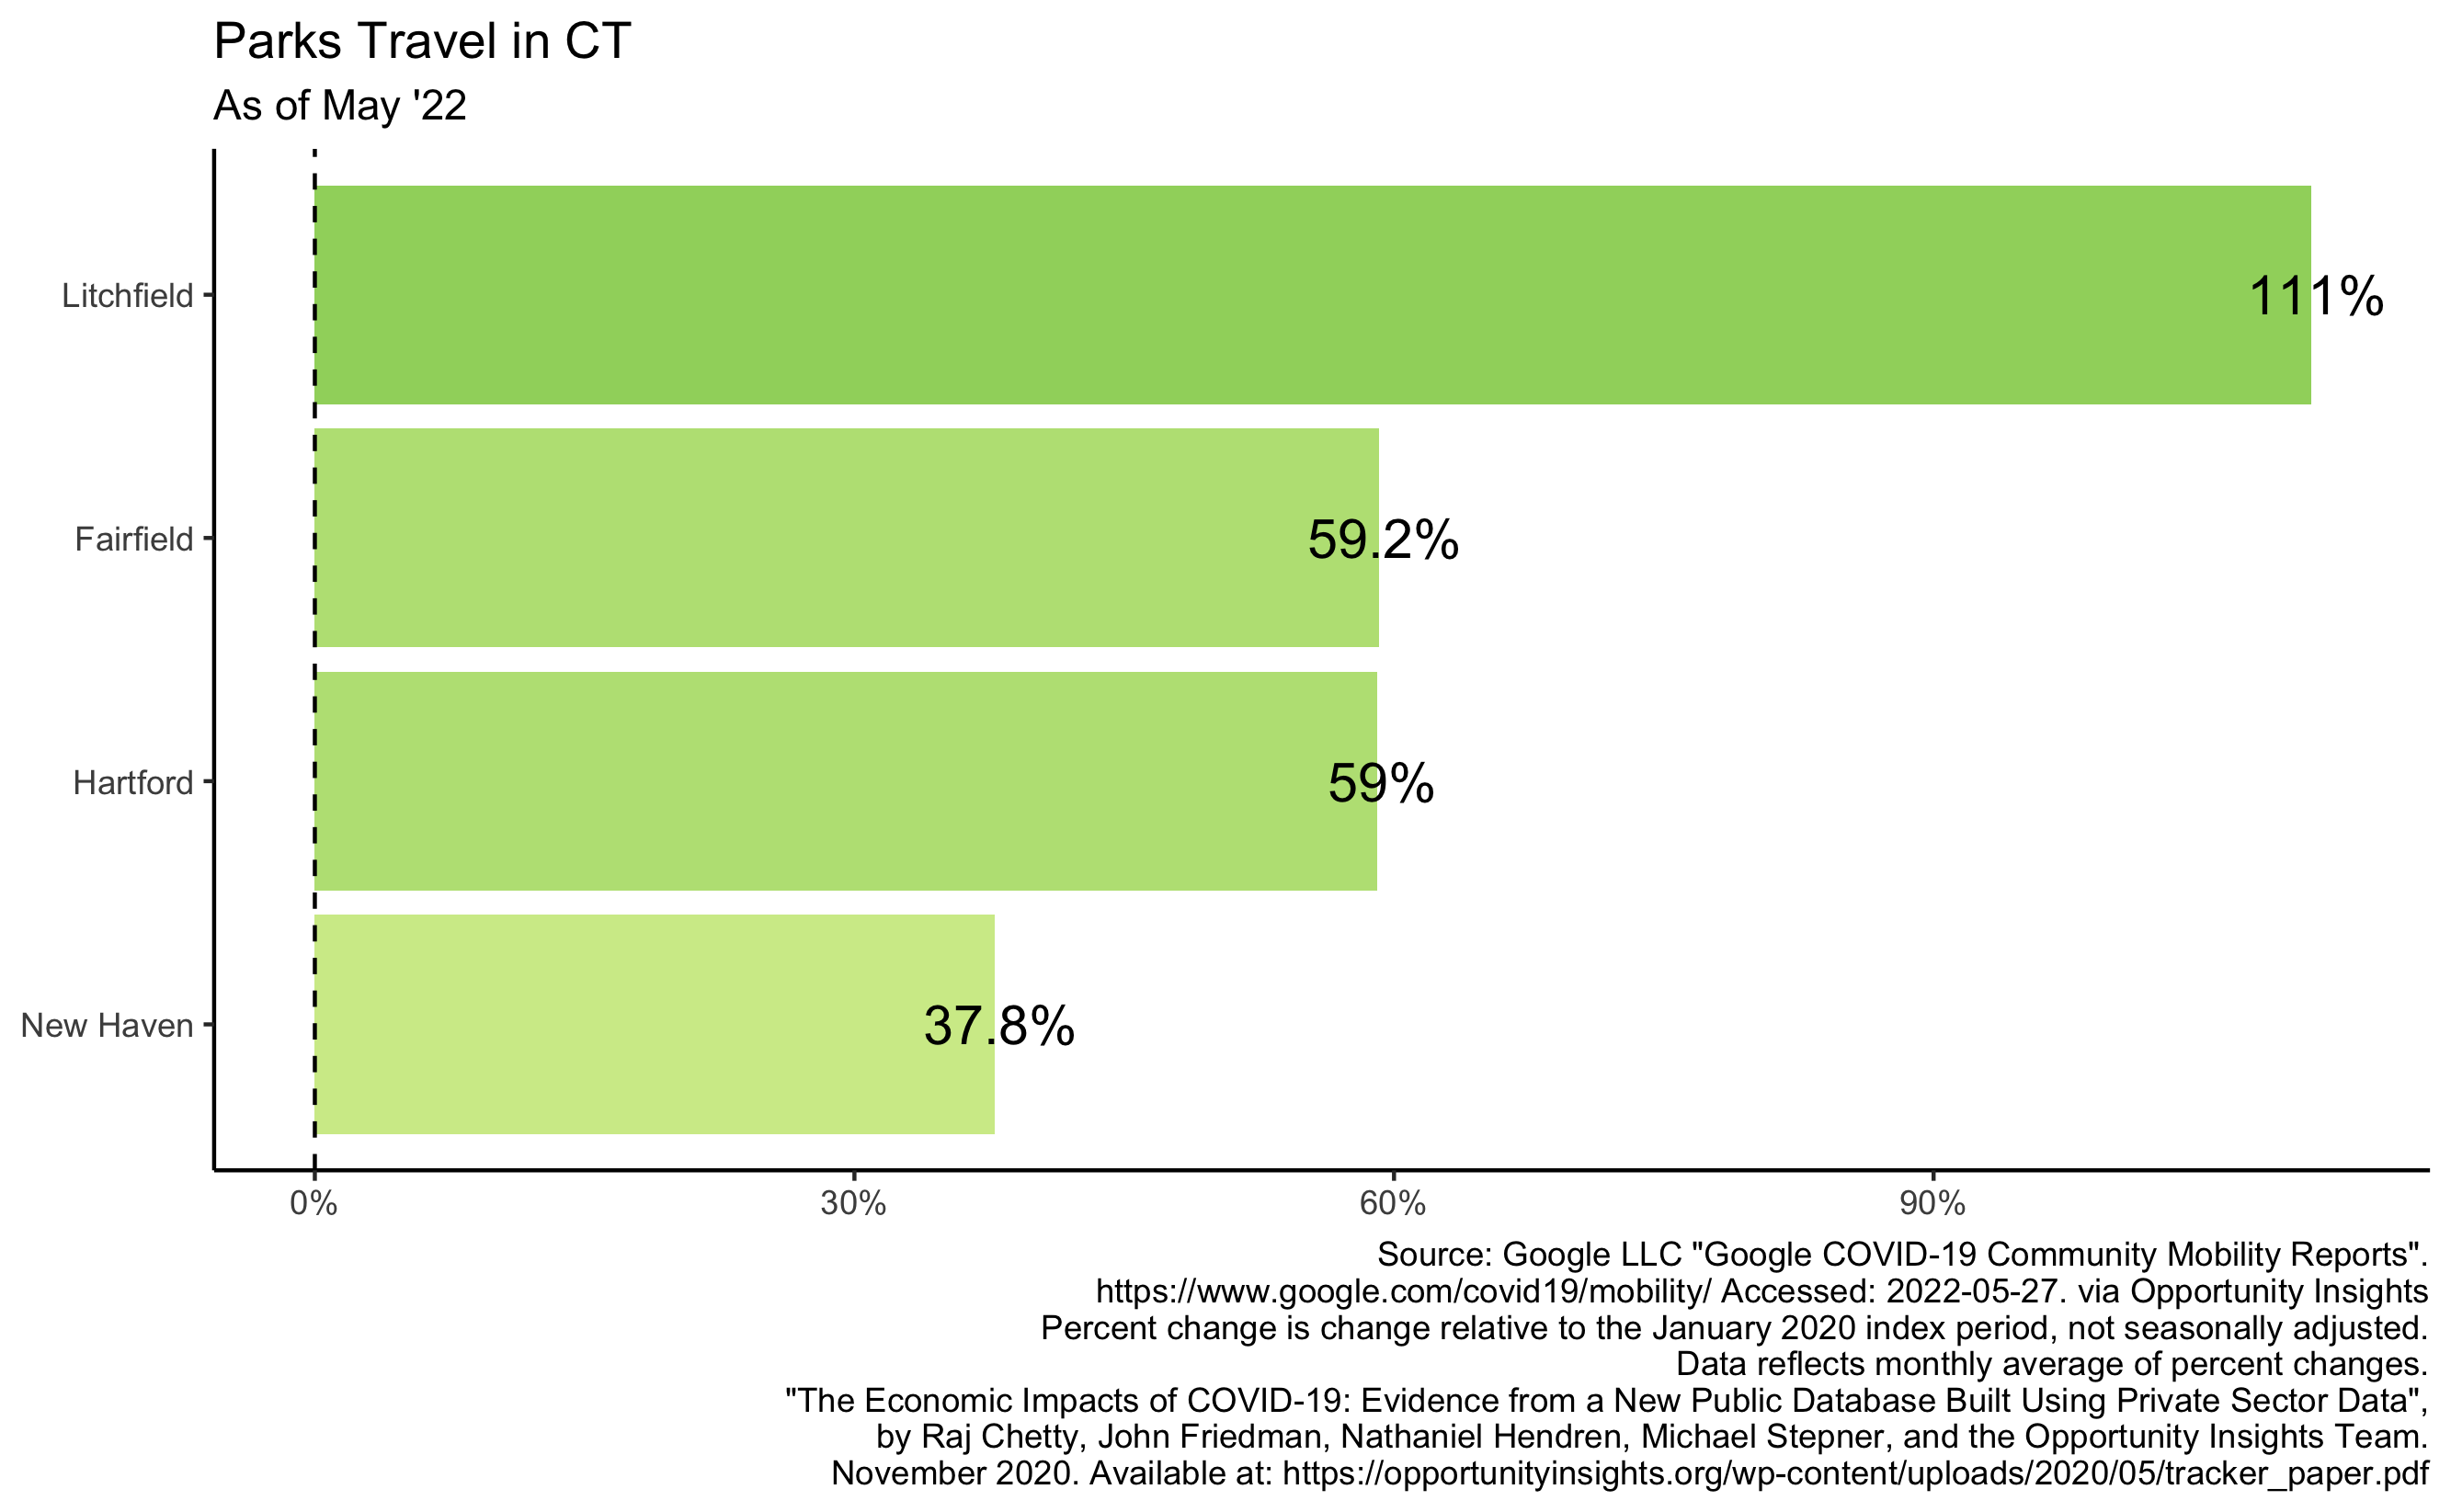 Parks Travel in CT
As of May '22
Litchfield
111%
Fairfield
59.2%
Hartford
59%
New Haven
37.8%
0% 30% 60% 90%
Source: Google LLC "Google COVID-19 Community Mobility Reports".
https://www.google.com/covid19/mobility/ Accessed: 2022-05-27. via Opportunity Insights
Percent change is change relative to the January 2020 index period, not seasonally adjusted.
Data reflects monthly average of percent changes.
"The Economic Impacts of COVID-19: Evidence from a New Public Database Built Using Private Sector Data",
by Raj Chetty, John Friedman, Nathaniel Hendren, Michael Stepner, and the Opportunity Insights Team.
November 2020. Available at: https://opportunityinsights.org/wp-content/uploads/2020/05/tracker_paper.pdf